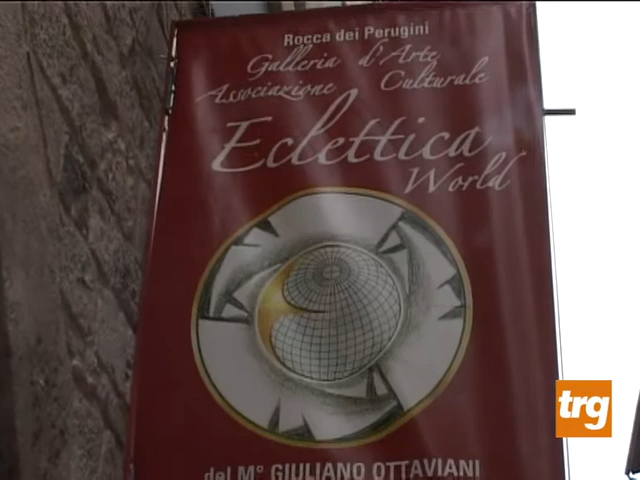 Rocca dei Perugini
Galleria d'Arte
Associazione Culturale
Eclettica
World
del M° GIULIANO OTTAVIANI
trg